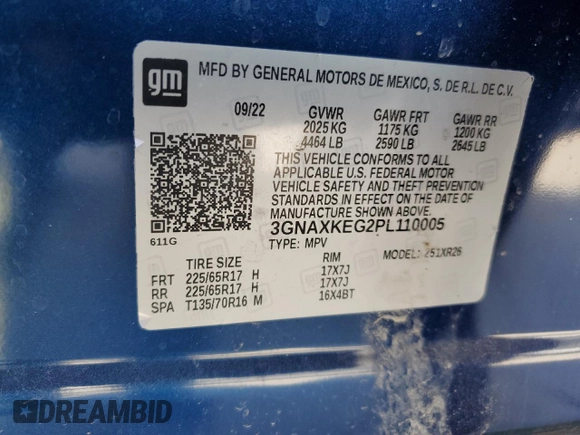 gm
MFD BY GENERAL MOTORS DE MEXICO, S. DE R.L. DE C.V.
09/22 GVWR GAWR FRT GAWR RR
2025 KG 1175 KG 1200 KG
4464 LB 2590 LB 2645 LB
THIS VEHICLE CONFORMS TO ALL
APPLICABLE U.S. FEDERAL MOTOR
VEHICLE SAFETY AND THEFT PREVENTION
STANDARDS IN EFFECT ON THE DATE OF
MANUFACTURE SHOWN ABOVE.
3GNAXKEG2PL110005
611G
TYPE: MPV MODEL: 251XR26
TIRE SIZE RIM
FRT 225/65R17 H 17X7J
RR 225/65R17 H 17X7J
SPA T135/70R16 M 16X4BT
DREAMBID